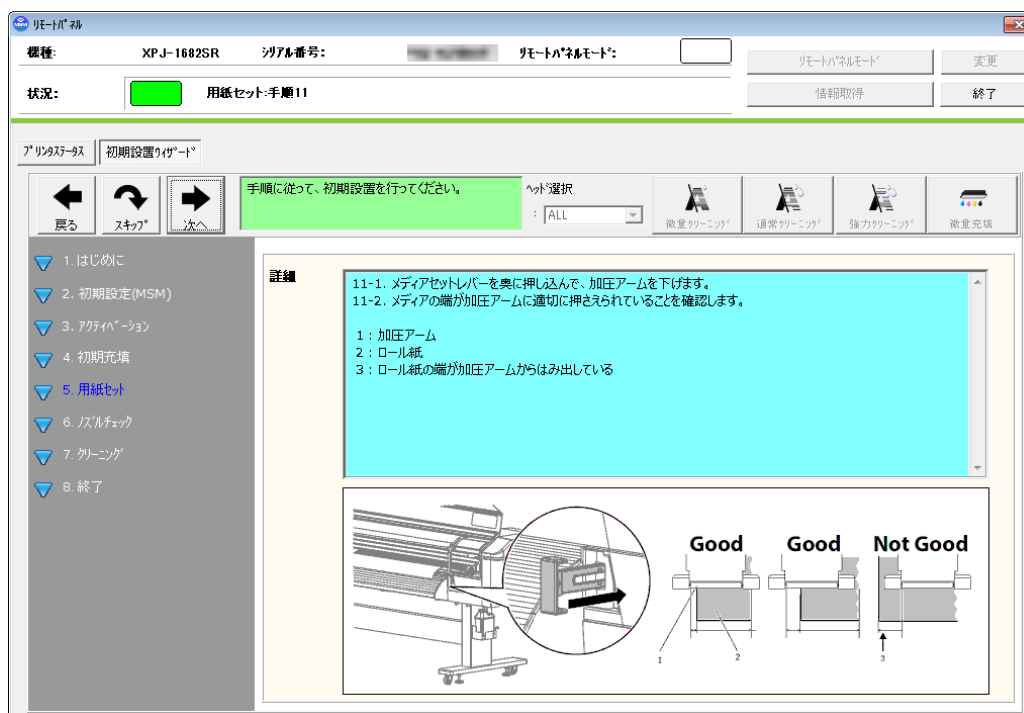 リモートパネル
機種: XPJ-1682SR シリアル番号: リモートパネルモード:
リモートパネルモード 変更
状況: 用紙セット:手順11
情報取得 終了
プリンタステータス 初期設置ウィザード
戻る スキップ 次へ
手順に従って、初期設置を行ってください。
ヘッド選択
: ALL
微量クリーニング 通常クリーニング 強力クリーニング 微量充填
1. はじめに
2. 初期設定(MSM)
3. アクティベーション
4. 初期充填
5. 用紙セット
6. ノズルチェック
7. クリーニング
8. 終了
詳細
11-1. メディアセットレバーを奥に押し込んで、加圧アームを下げます。
11-2. メディアの端が加圧アームに適切に押さえられていることを確認します。
1：加圧アーム
2：ロール紙
3：ロール紙の端が加圧アームからはみ出している
Good Good Not Good
1 2 3